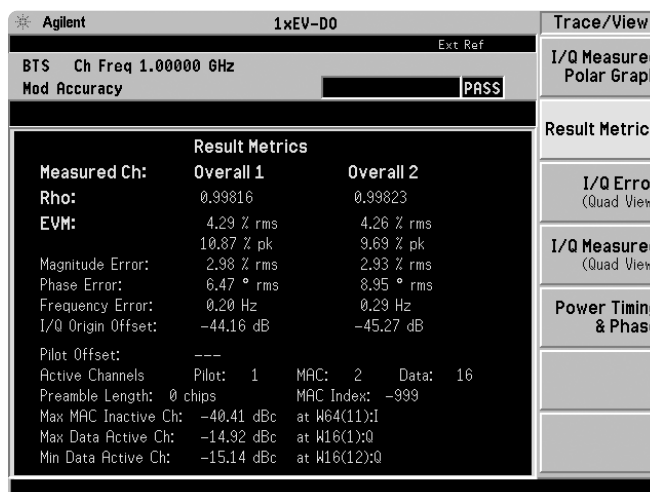 Agilent 1xEV-DO Trace/View
Ext Ref
BTS Ch Freq 1.00000 GHz
Mod Accuracy PASS
I/Q Measure
Polar Grap
Result Metric
I/Q Erro
(Quad View
I/Q Measure
(Quad View
Power Timin
& Phas
Result Metrics
Measured Ch: Overall 1 Overall 2
Rho: 0.99816 0.99823
EVM: 4.29 % rms 4.26 % rms
10.87 % pk 9.69 % pk
Magnitude Error: 2.98 % rms 2.93 % rms
Phase Error: 6.47 ° rms 8.95 ° rms
Frequency Error: 0.20 Hz 0.29 Hz
I/Q Origin Offset: -44.16 dB -45.27 dB
Pilot Offset: ---
Active Channels Pilot: 1 MAC: 2 Data: 16
Preamble Length: 0 chips MAC Index: -999
Max MAC Inactive Ch: -40.41 dBc at W64(11):I
Max Data Active Ch: -14.92 dBc at W16(1):Q
Min Data Active Ch: -15.14 dBc at W16(12):Q